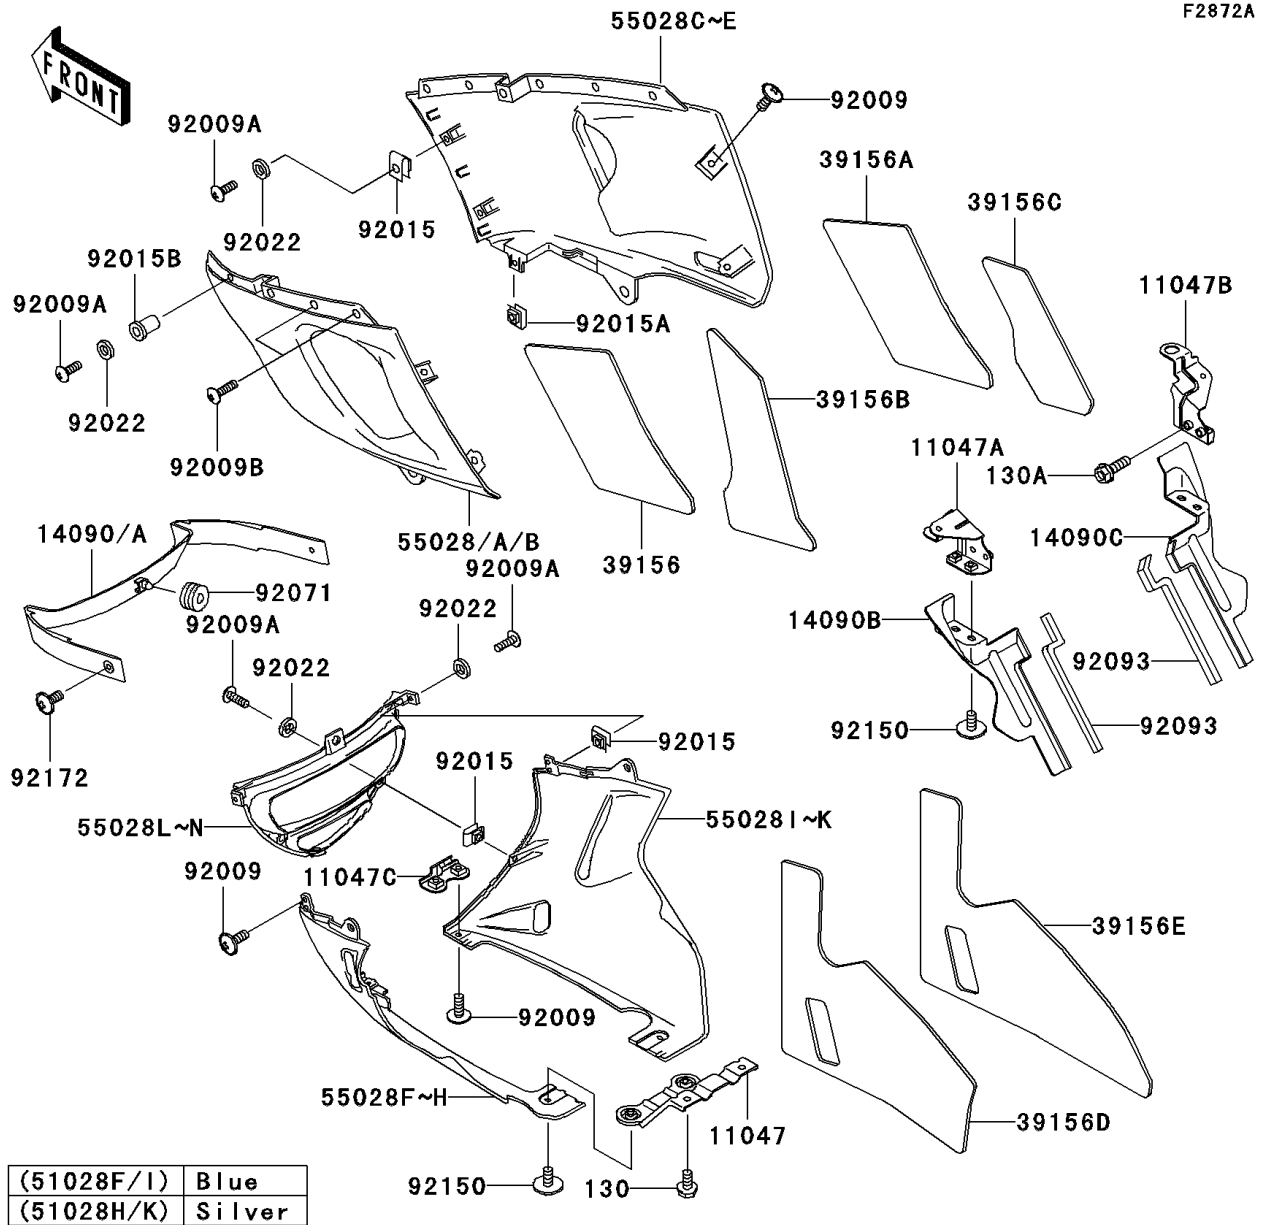 F2872A
55028C~E
FRONT
92009
92009A
39156A
39156C
92022
92015
92015B
11047B
92009A
92015A
92022
39156B
92009B
11047A
130A
14090/A
55028/A/B
14090C
92009A
39156
92071
92022
92009A
14090B
92022
92093
92150
92093
92015
92015
92172
55028L~N
55028I~K
92009
11047C
39156E
92009
55028F~H
39156D
11047
92150
130
(51028F/I) Blue
(51028H/K) Silver